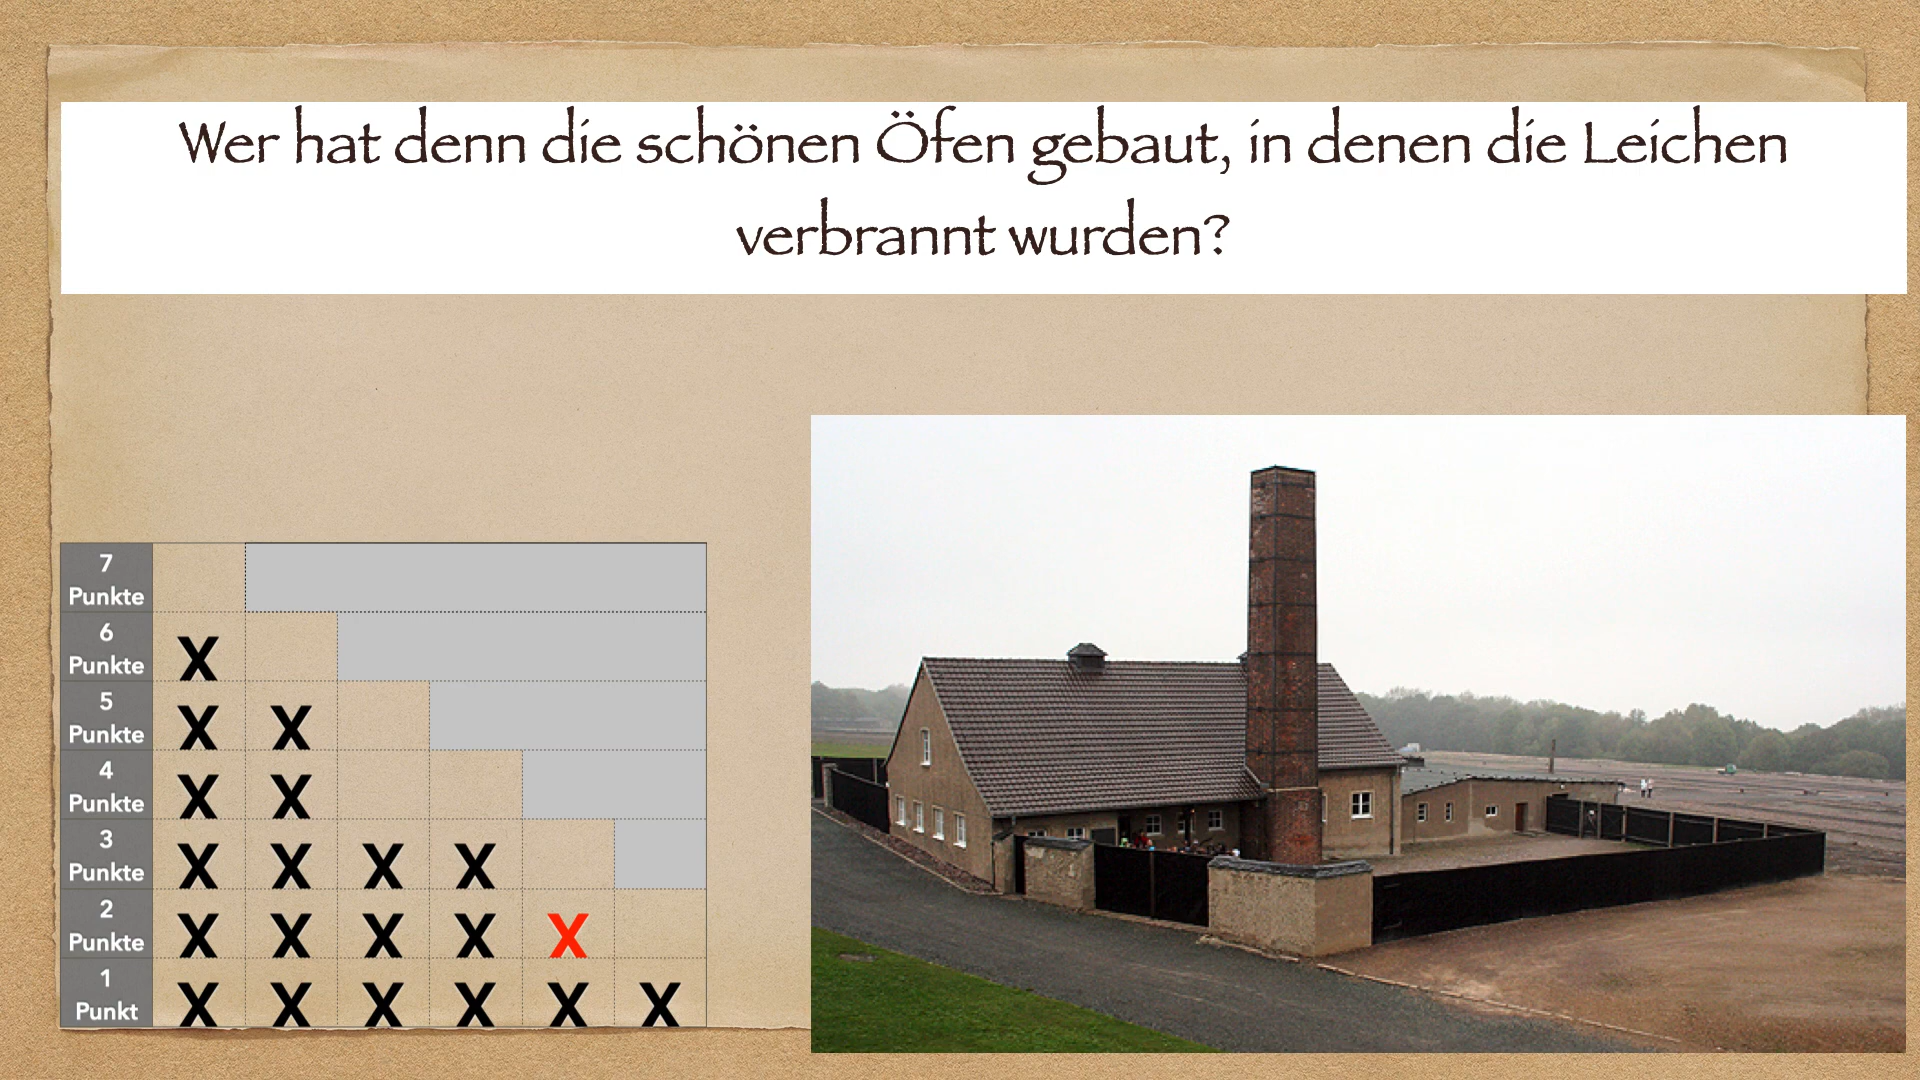 Wer hat denn die schönen Öfen gebaut, in denen die Leichen
verbrannt wurden?
7
Punkte
6
Punkte X
5
Punkte X X
4
Punkte X X
3
Punkte X X X X
2
Punkte X X X X X
1
Punkt X X X X X X